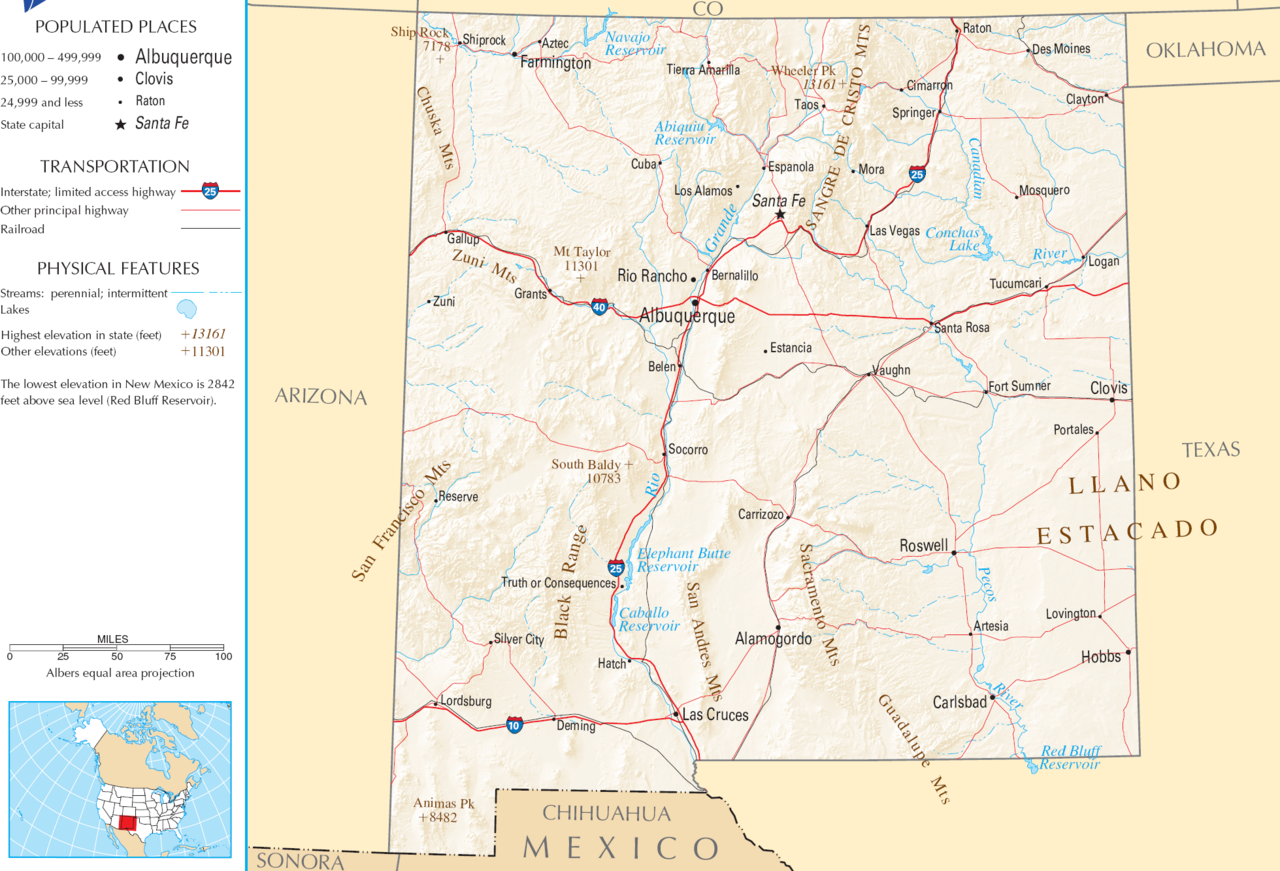 POPULATED PLACES
100,000 – 499,999 Albuquerque
25,000 – 99,999 Clovis
24,999 and less Raton
State capital Santa Fe
TRANSPORTATION
Interstate; limited access highway 25
Other principal highway
Railroad
PHYSICAL FEATURES
Streams: perennial; intermittent
Lakes
Highest elevation in state (feet) +13161
Other elevations (feet) +11301
The lowest elevation in New Mexico is 2842
feet above sea level (Red Bluff Reservoir).
MILES
0 25 50 75 100
Albers equal area projection
CO
OKLAHOMA
TEXAS
ARIZONA
SONORA
CHIHUAHUA
MEXICO
Ship Rock
7178
+
Shiprock
Aztec
Farmington
Navajo
Reservoir
Tierra Amarilla
Wheeler Pk
13161+
Taos
Raton
Des Moines
Cimarron
Clayton
Springer
Chuska Mts
Abiquiu
Reservoir
SANGRE DE CRISTO MTS
Cuba
Espanola
Mora
25
Canadian
Los Alamos
Santa Fe
Mosquero
Grande
Las Vegas
Conchas
Lake
River
Logan
Gallup
Zuni Mts
Mt Taylor
11301
+
Rio Rancho
Bernalillo
Tucumcari
Zuni
Grants
40
Albuquerque
Santa Rosa
Estancia
Belen
Vaughn
Fort Sumner
Clovis
Portales
Socorro
South Baldy +
10783
Rio
San Francisco Mts
Reserve
LLANO
ESTACADO
Carrizozo
Roswell
Black Range
25
Elephant Butte
Reservoir
Truth or Consequences
Sacramento Mts
San Andres Mts
Pecos
Caballo
Reservoir
Lovington
Artesia
Silver City
Alamogordo
Hobbs
Hatch
Lordsburg
Carlsbad
River
Las Cruces
10
Deming
Guadalupe Mts
Red Bluff
Reservoir
Animas Pk
+8482